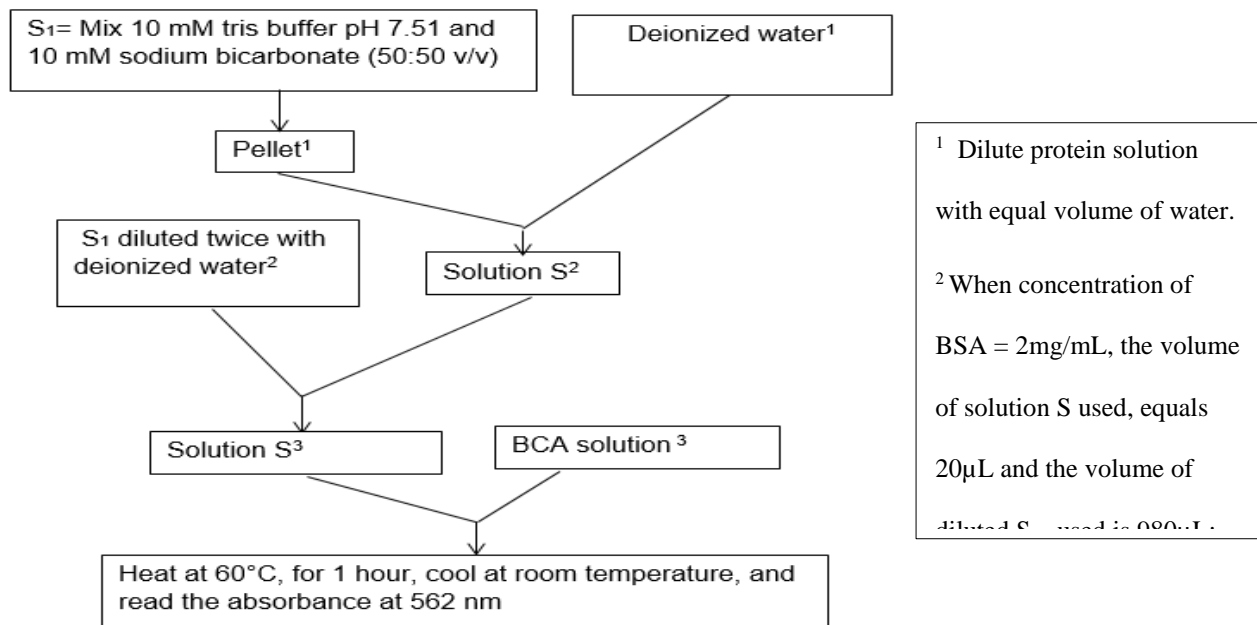 S₁= Mix 10 mM tris buffer pH 7.51 and
10 mM sodium bicarbonate (50:50 v/v)
Deionized water¹
Pellet¹
S₁ diluted twice with
deionized water²
Solution S²
Solution S³
BCA solution ³
Heat at 60°C, for 1 hour, cool at room temperature, and
read the absorbance at 562 nm
¹ Dilute protein solution
with equal volume of water.
² When concentration of
BSA = 2mg/mL, the volume
of solution S used, equals
20µL and the volume of
diluted S used is 980µL;